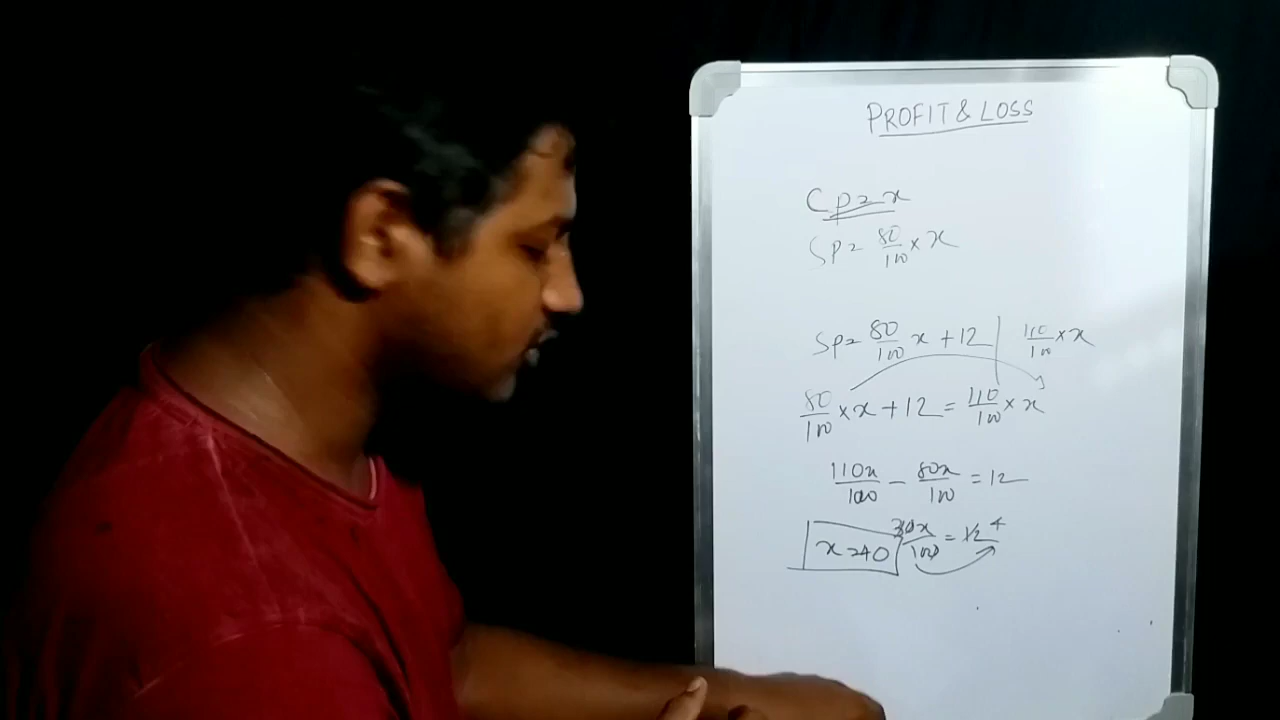 PROFIT & LOSS
CP = x
SP = 80/100 × x
SP = 80/100 x + 12 | 110/100 × x
80/100 × x + 12 = 110/100 × x
110x/100 - 80x/100 = 12
x = 40 30x/100 = 12 4